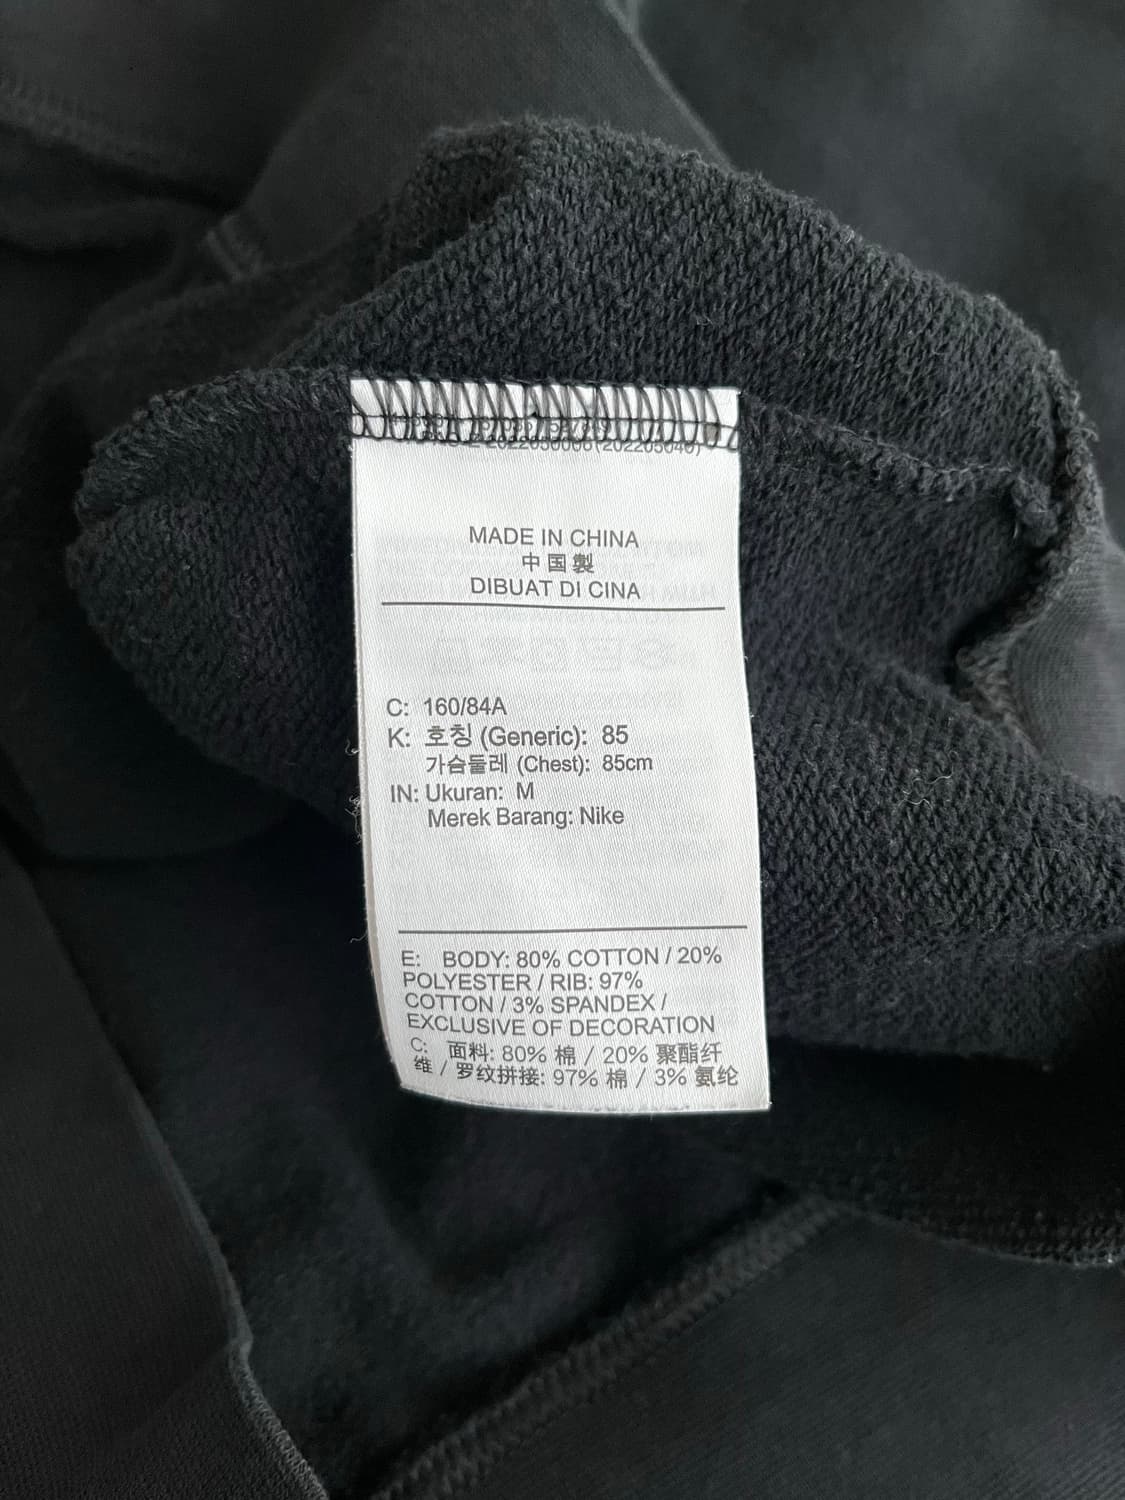 2022050006(202205040)
MADE IN CHINA
中国製
DIBUAT DI CINA
C: 160/84A
K: 호칭 (Generic): 85
가슴둘레 (Chest): 85cm
IN: Ukuran: M
Merek Barang: Nike
E: BODY: 80% COTTON / 20%
POLYESTER / RIB: 97%
COTTON / 3% SPANDEX /
EXCLUSIVE OF DECORATION
C: 面料: 80% 棉 / 20% 聚酯纤
维 / 罗纹拼接: 97% 棉 / 3% 氨纶